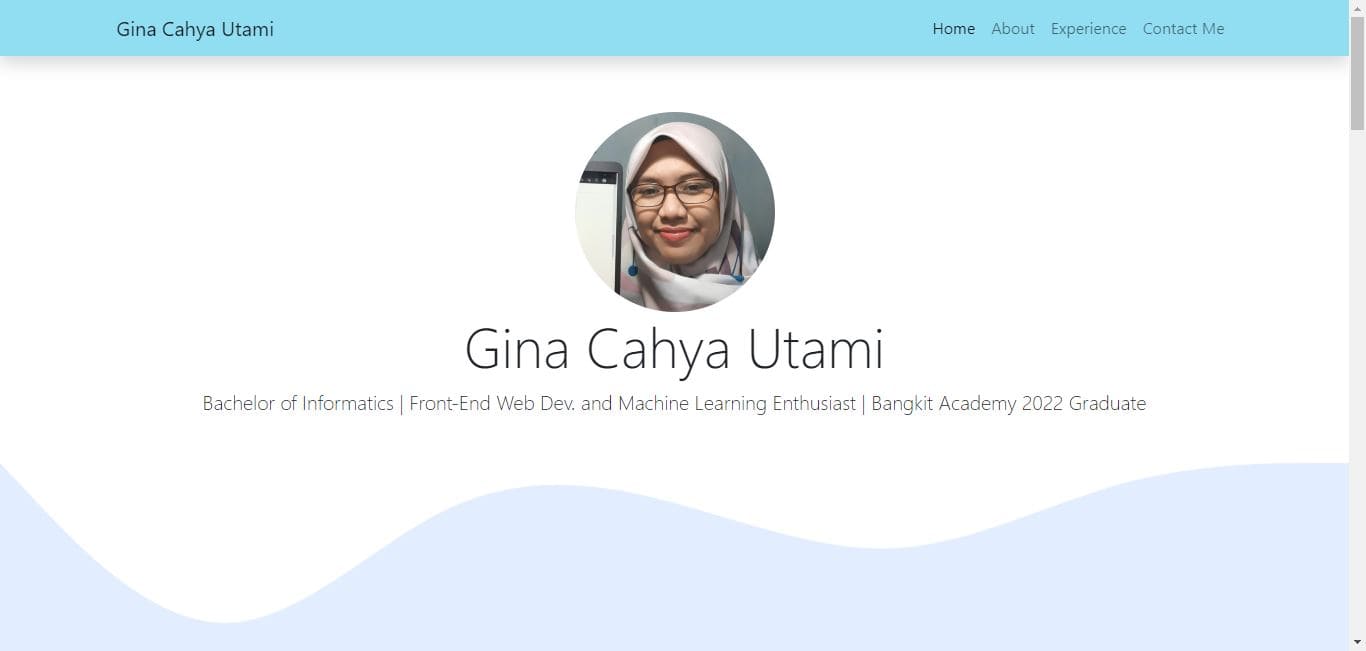 Gina Cahya Utami
Home About Experience Contact Me
Gina Cahya Utami
Bachelor of Informatics | Front-End Web Dev. and Machine Learning Enthusiast | Bangkit Academy 2022 Graduate